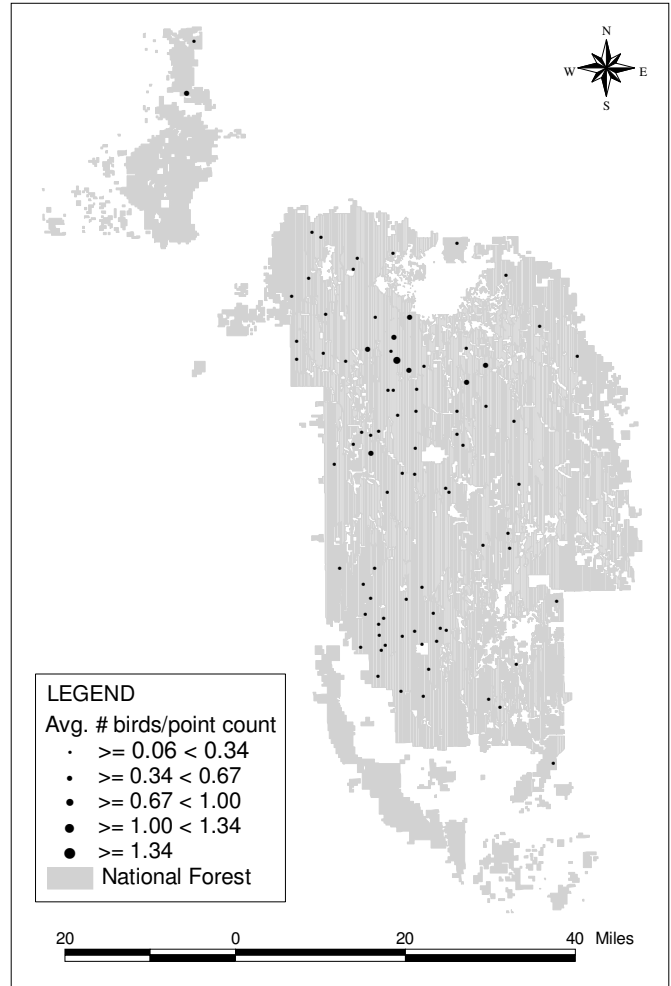 N
W E
S
LEGEND
Avg. # birds/point count
>= 0.06 < 0.34
>= 0.34 < 0.67
>= 0.67 < 1.00
>= 1.00 < 1.34
>= 1.34
National Forest
20 0 20 40 Miles